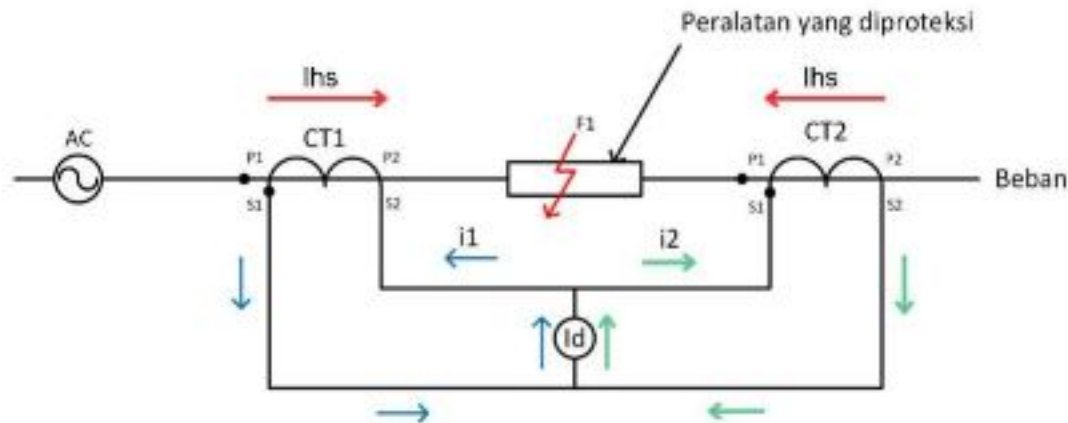 Peralatan yang diproteksi
Ihs
Ihs
AC
CT1
F1
CT2
P1
P2
P1
P2
Beban
S1
S2
S1
S2
i1
i2
Id